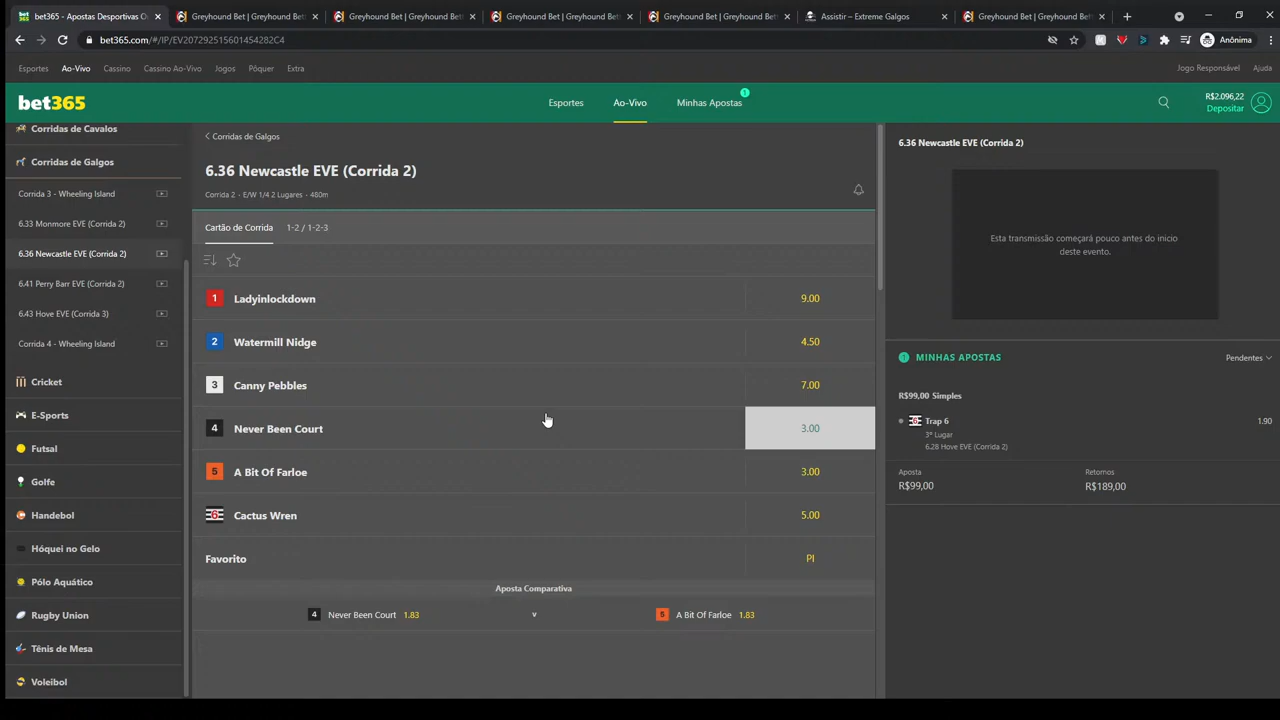 bet365 - Apostas Desportivas O
Greyhound Bet | Greyhound Bet
Greyhound Bet | Greyhound Bet
Greyhound Bet | Greyhound Bet
Greyhound Bet | Greyhound Bet
Assistir – Extreme Galgos
Greyhound Bet | Greyhound Bet
bet365.com/#/IP/EV207292515601454282C4
Anônima
Esportes
Ao-Vivo
Cassino
Cassino Ao-Vivo
Jogos
Pôquer
Extra
Jogo Responsável
Ajuda
bet365
Esportes
Ao-Vivo
Minhas Apostas
1
R$2.096,22
Depositar
Corridas de Cavalos
Corridas de Galgos
Corrida 3 - Wheeling Island
6.33 Monmore EVE (Corrida 2)
6.36 Newcastle EVE (Corrida 2)
6.41 Perry Barr EVE (Corrida 2)
6.43 Hove EVE (Corrida 3)
Corrida 4 - Wheeling Island
Cricket
E-Sports
Futsal
Golfe
Handebol
Hóquei no Gelo
Pólo Aquático
Rugby Union
Tênis de Mesa
Voleibol
Corridas de Galgos
6.36 Newcastle EVE (Corrida 2)
Corrida 2 - E/W 1/4 2 Lugares - 480m
Cartão de Corrida
1-2 / 1-2-3
1 Ladyinlockdown 9.00
2 Watermill Nidge 4.50
3 Canny Pebbles 7.00
4 Never Been Court 3.00
5 A Bit Of Farloe 3.00
6 Cactus Wren 5.00
Favorito PI
Aposta Comparativa
4 Never Been Court 1.83 v 5 A Bit Of Farloe 1.83
6.36 Newcastle EVE (Corrida 2)
Esta transmissão começará pouco antes do inicio
deste evento.
1 MINHAS APOSTAS
Pendentes
R$99,00 Simples
6 Trap 6 1.90
3º Lugar
6.28 Hove EVE (Corrida 2)
Aposta
Retornos
R$99,00
R$189,00